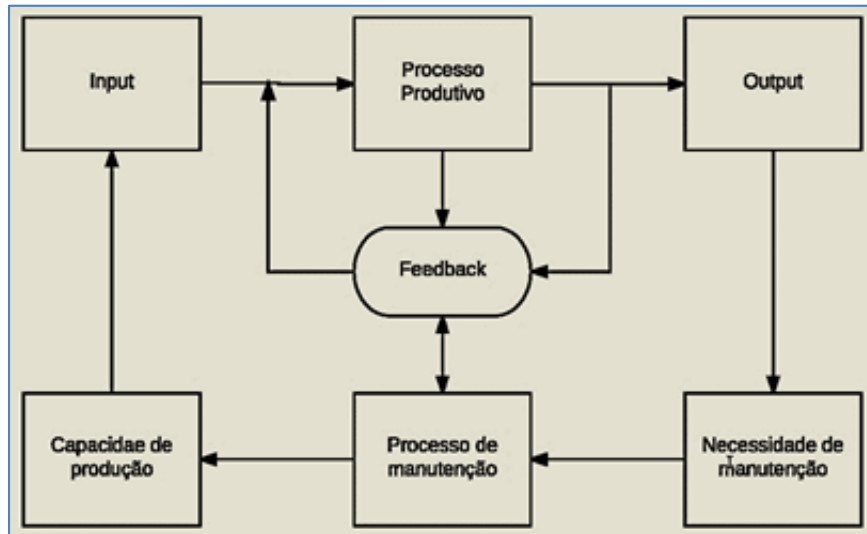 Input
Processo
Produtivo
Output
Feedback
Capacidae de
produção
Processo de
manutenção
Necessidade de
manutenção